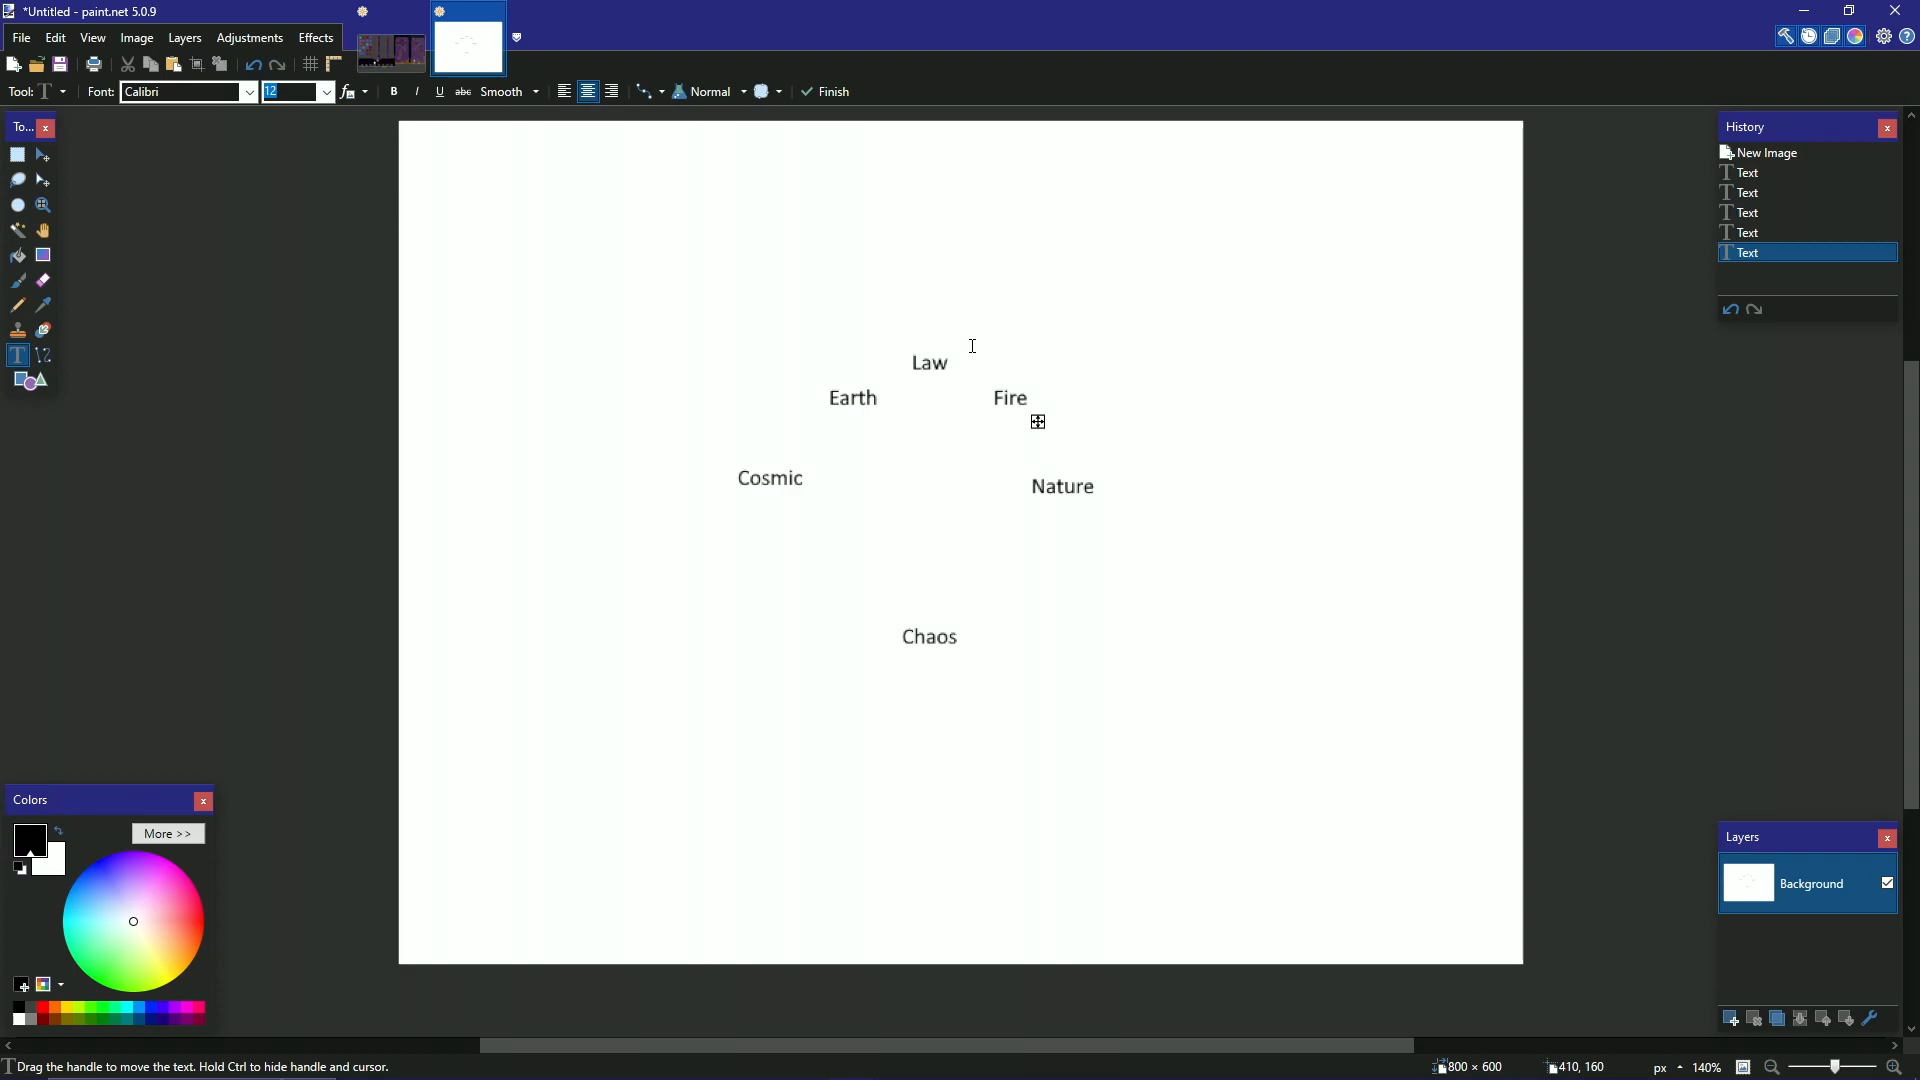 *Untitled - paint.net 5.0.9
File Edit View Image Layers Adjustments Effects
Tool: T Font: Calibri 12 fx B I U abc Smooth Normal Finish
To... x
History x
New Image
Text
Text
Text
Text
Text
Law
Earth Fire
Cosmic
Nature
Chaos
Colors x
More >>
Layers x
Background
Drag the handle to move the text. Hold Ctrl to hide handle and cursor. 800 × 600 410, 160 px 140%